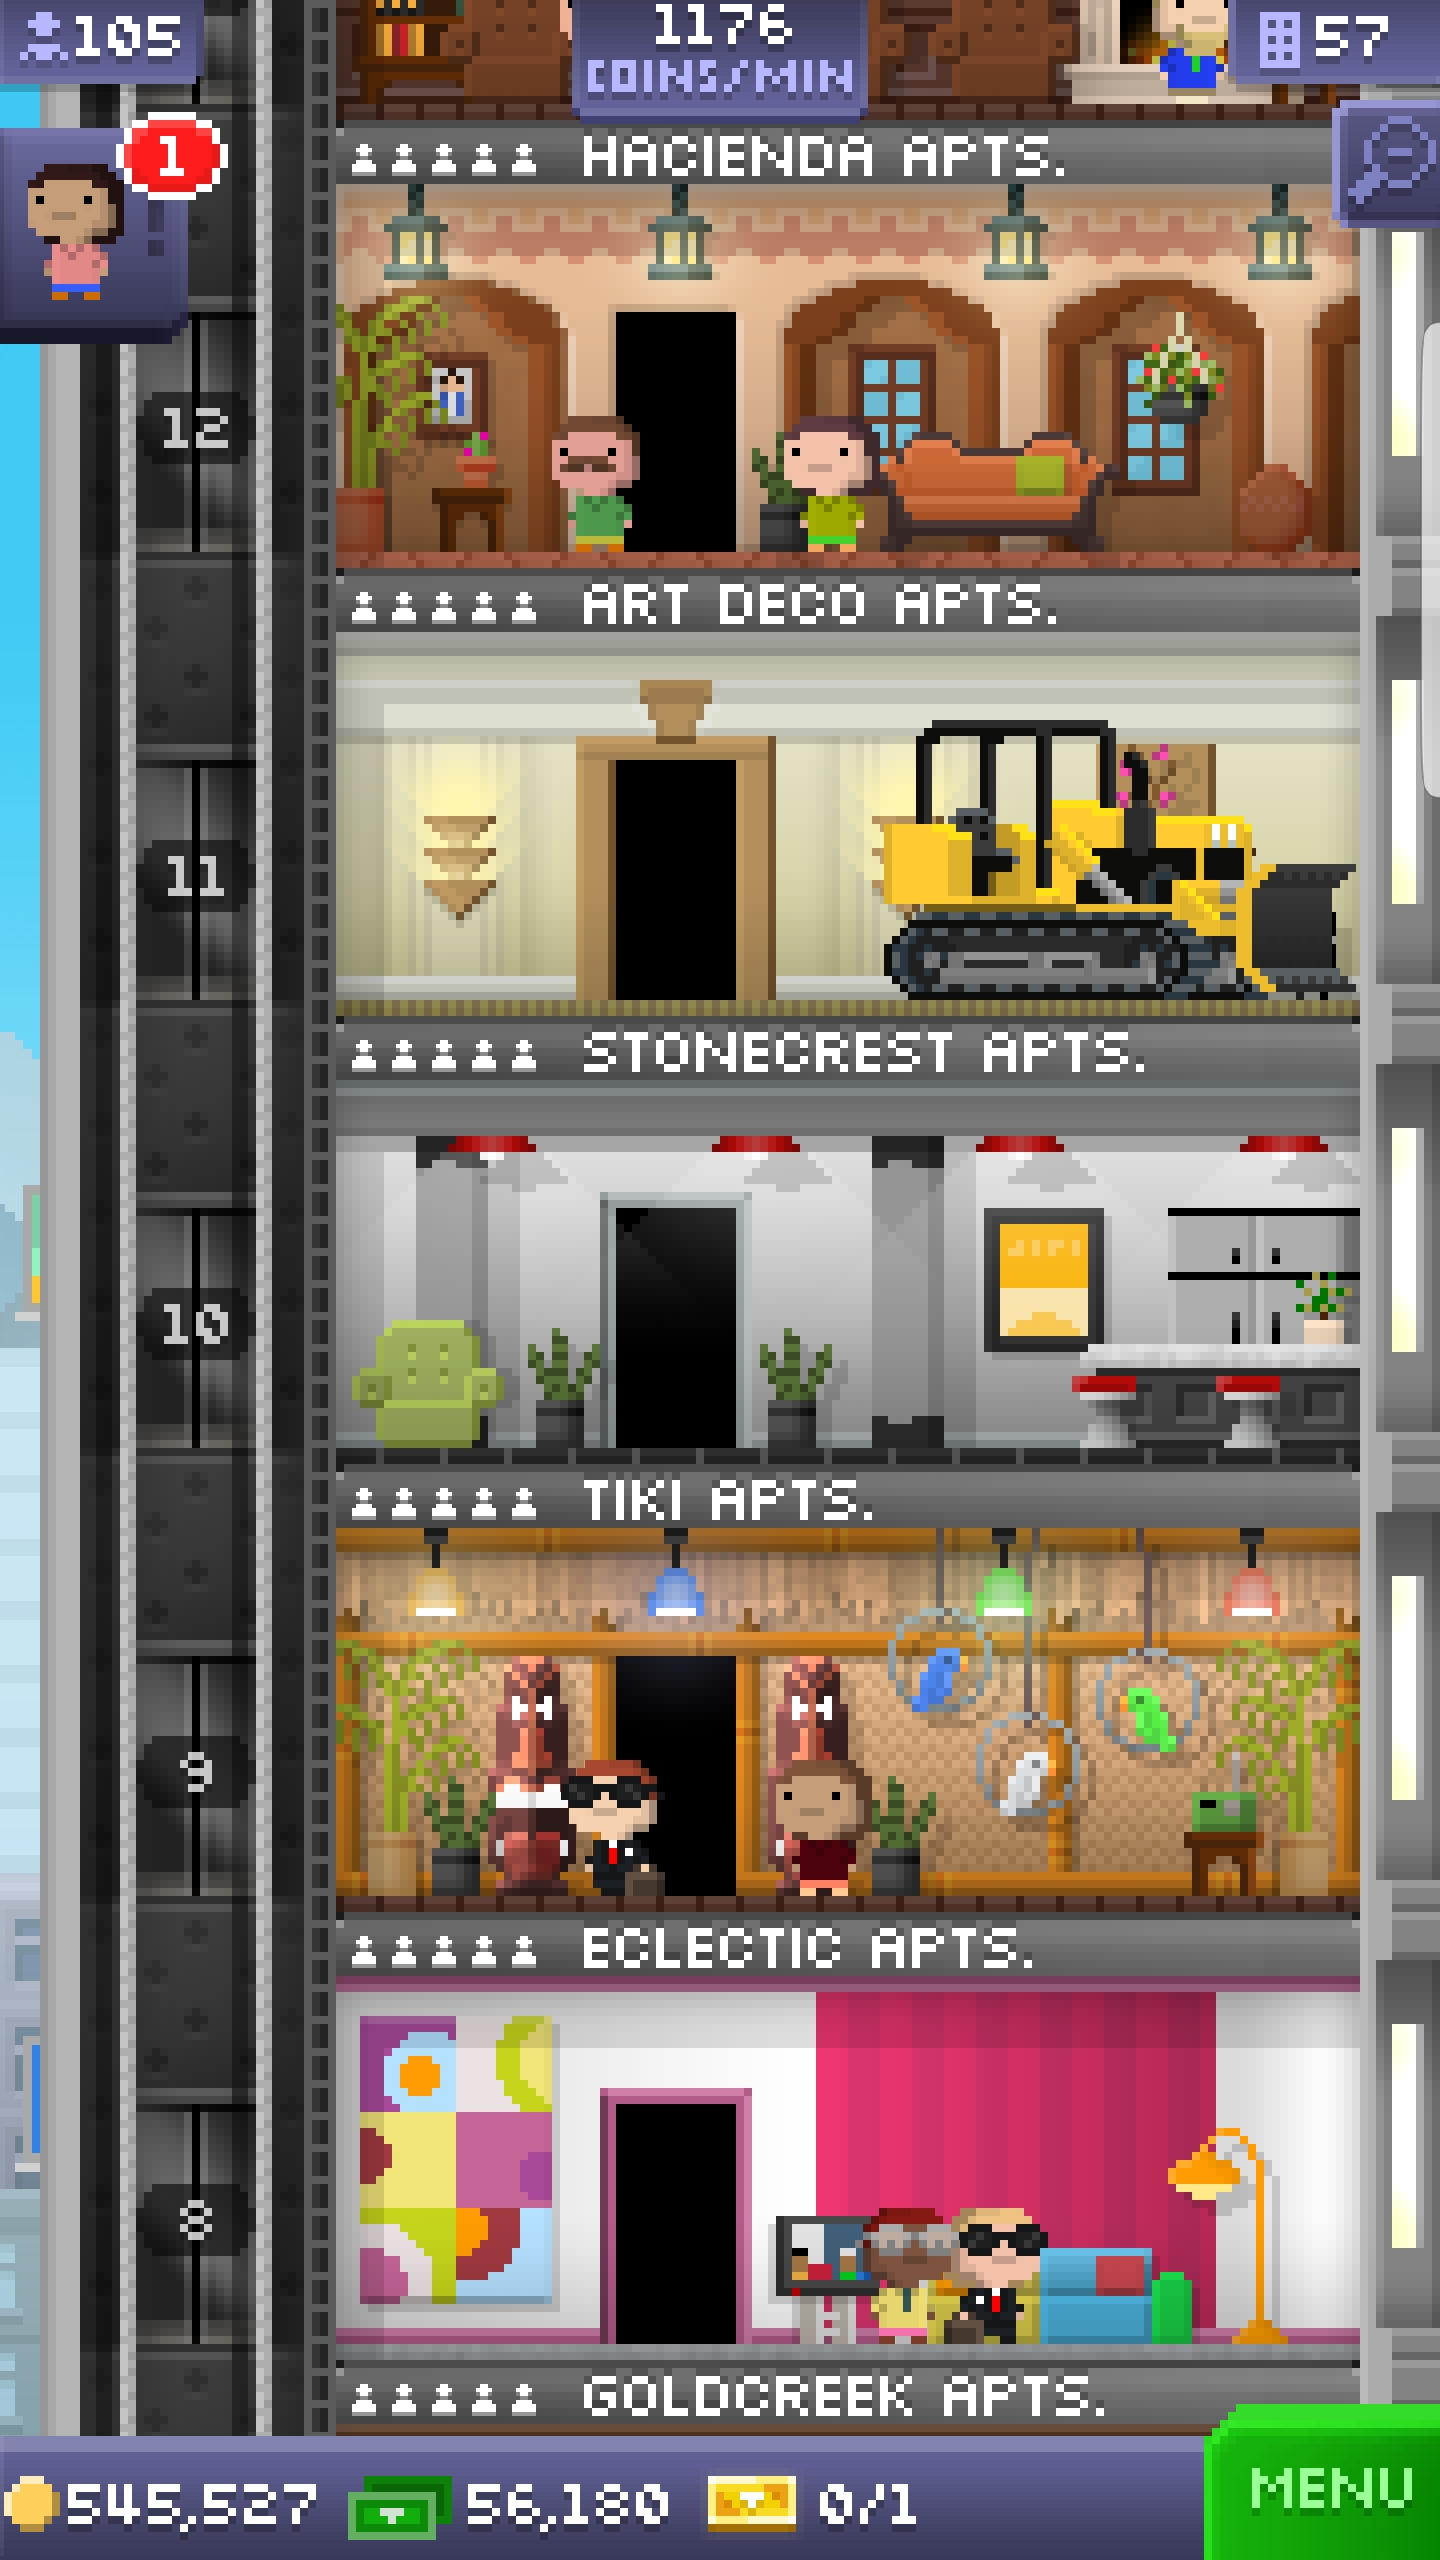 105
1176
COINS/MIN
57
1
HACIENDA APTS.
12
ART DECO APTS.
11
STONECREST APTS.
10
TIKI APTS.
9
ECLECTIC APTS.
8
GOLDCREEK APTS.
545,527 56,180 0/1
MENU